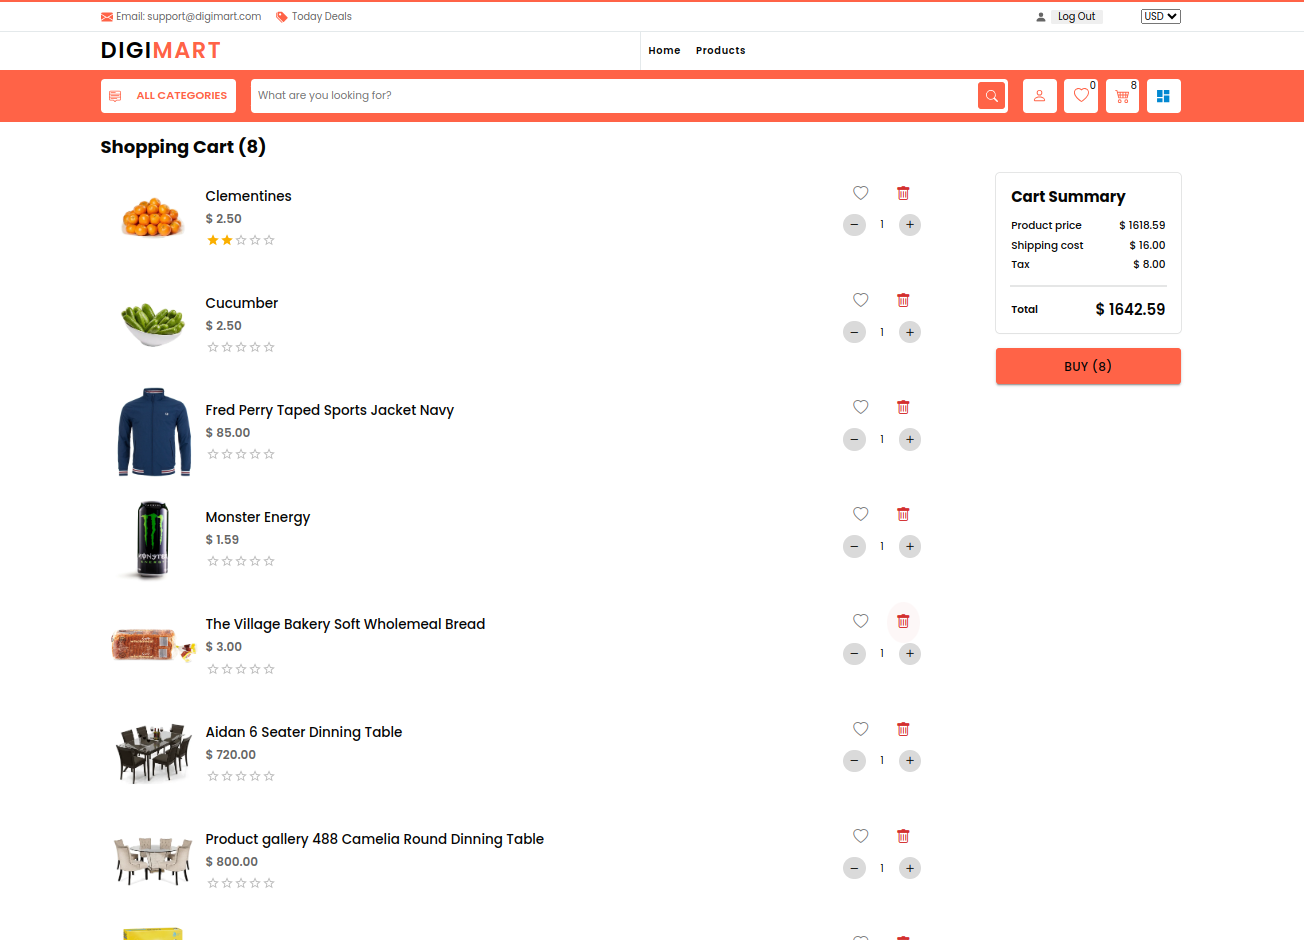 Email: support@digimart.com Today Deals Log Out USD
DIGIMART Home Products
ALL CATEGORIES What are you looking for? 0 8
Shopping Cart (8)
Clementines
$ 2.50
1
Cucumber
$ 2.50
1
Fred Perry Taped Sports Jacket Navy
$ 85.00
1
Monster Energy
$ 1.59
1
The Village Bakery Soft Wholemeal Bread
$ 3.00
1
Aidan 6 Seater Dinning Table
$ 720.00
1
Product gallery 488 Camelia Round Dinning Table
$ 800.00
1
Cart Summary
Product price $ 1618.59
Shipping cost $ 16.00
Tax $ 8.00
Total $ 1642.59
BUY (8)